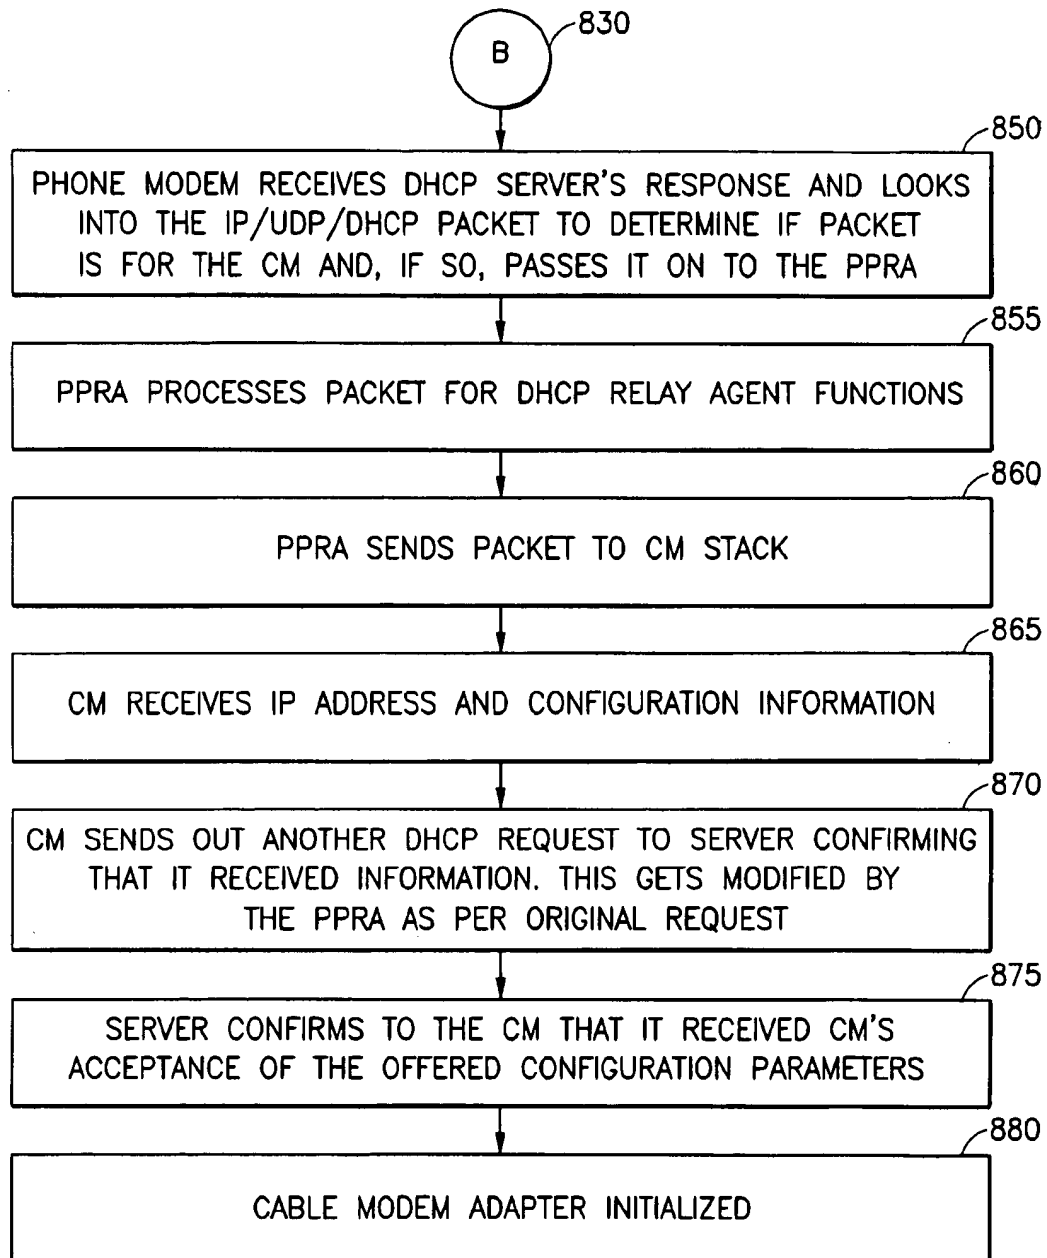 B
830
850
PHONE MODEM RECEIVES DHCP SERVER'S RESPONSE AND LOOKS
INTO THE IP/UDP/DHCP PACKET TO DETERMINE IF PACKET
IS FOR THE CM AND, IF SO, PASSES IT ON TO THE PPRA
855
PPRA PROCESSES PACKET FOR DHCP RELAY AGENT FUNCTIONS
860
PPRA SENDS PACKET TO CM STACK
865
CM RECEIVES IP ADDRESS AND CONFIGURATION INFORMATION
870
CM SENDS OUT ANOTHER DHCP REQUEST TO SERVER CONFIRMING
THAT IT RECEIVED INFORMATION. THIS GETS MODIFIED BY
THE PPRA AS PER ORIGINAL REQUEST
875
SERVER CONFIRMS TO THE CM THAT IT RECEIVED CM'S
ACCEPTANCE OF THE OFFERED CONFIGURATION PARAMETERS
880
CABLE MODEM ADAPTER INITIALIZED